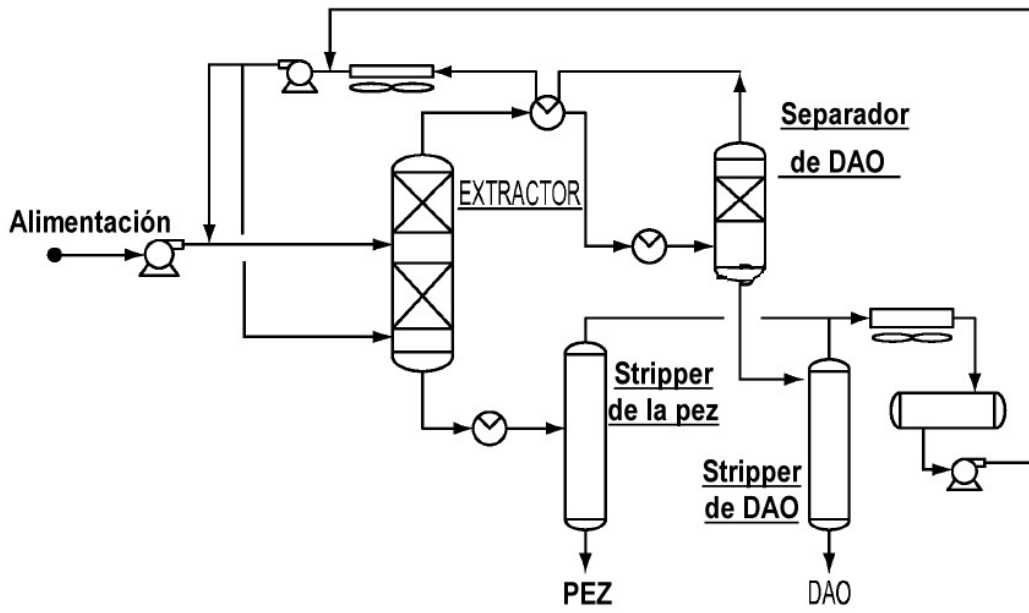 Separador
de DAO
EXTRACTOR
Alimentación
Stripper
de la pez
Stripper
de DAO
PEZ
DAO